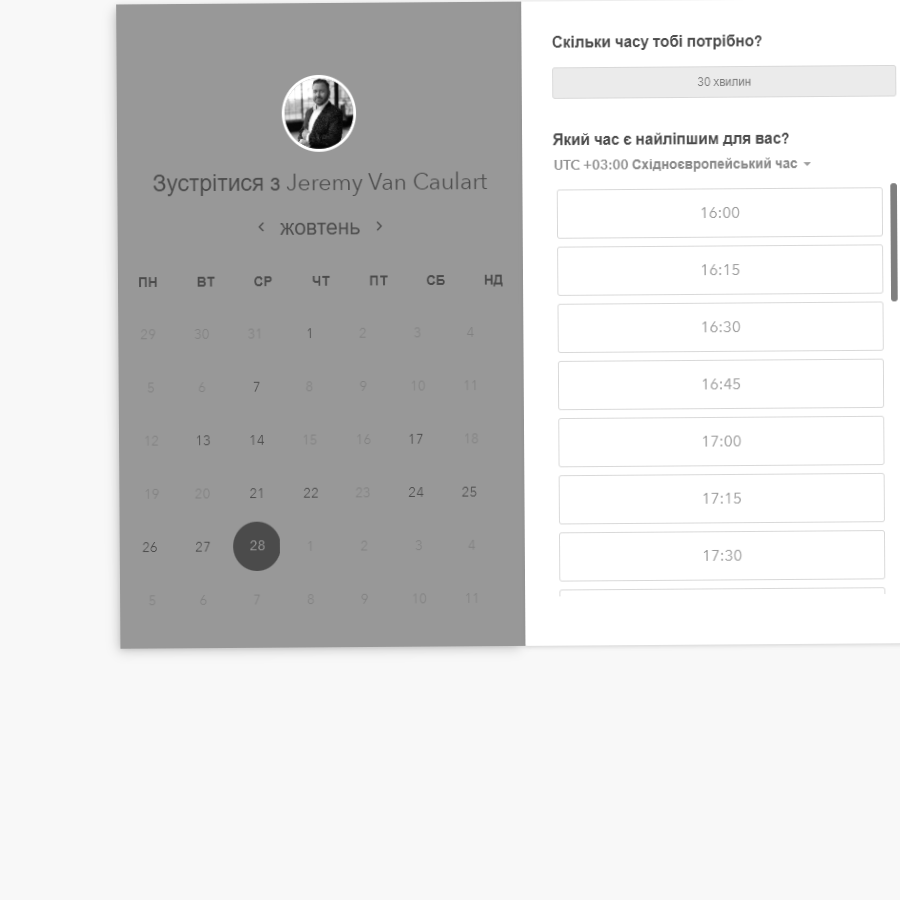 Зустрітися з Jeremy Van Caulart
‹ жовтень ›
ПН ВТ СР ЧТ ПТ СБ НД
29 30 31 1 2 3 4
5 6 7 8 9 10 11
12 13 14 15 16 17 18
19 20 21 22 23 24 25
26 27 28 1 2 3 4
5 6 7 8 9 10 11
Скільки часу тобі потрібно?
30 хвилин
Який час є найліпшим для вас?
UTC +03:00 Східноєвропейський час
16:00
16:15
16:30
16:45
17:00
17:15
17:30